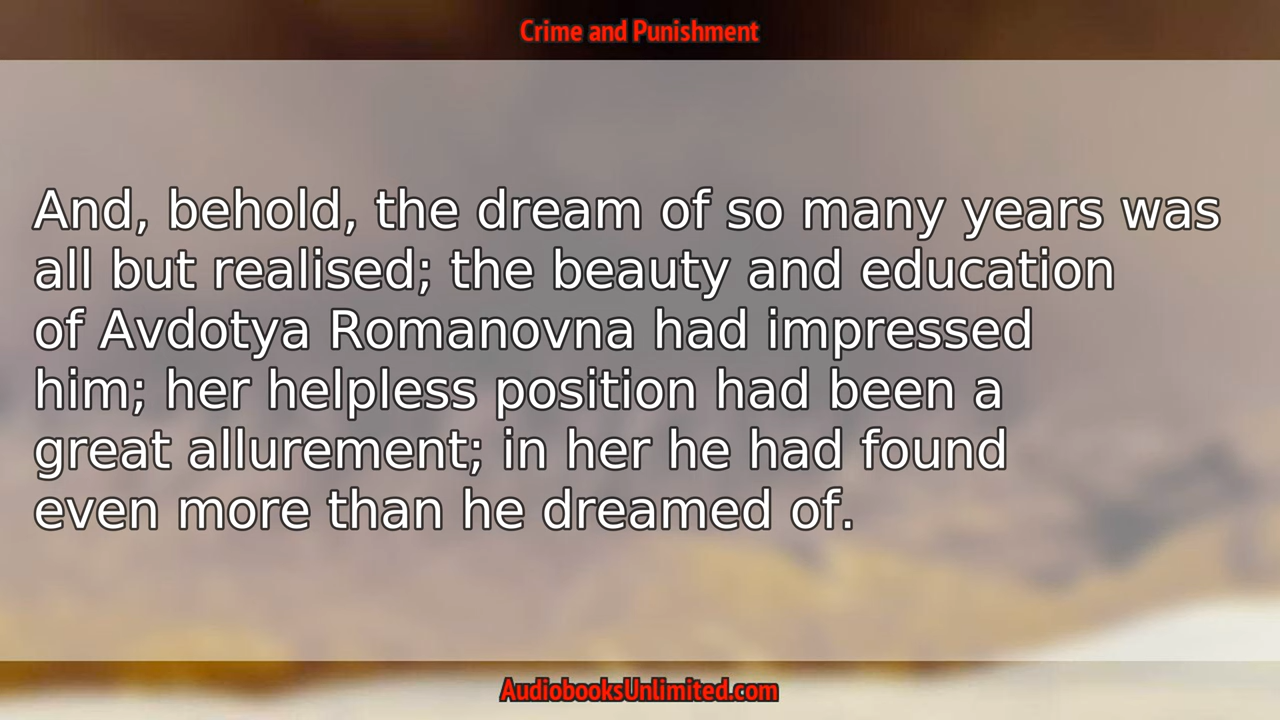 Crime and Punishment
And, behold, the dream of so many years was
all but realised; the beauty and education
of Avdotya Romanovna had impressed
him; her helpless position had been a
great allurement; in her he had found
even more than he dreamed of.
AudiobooksUnlimited.com